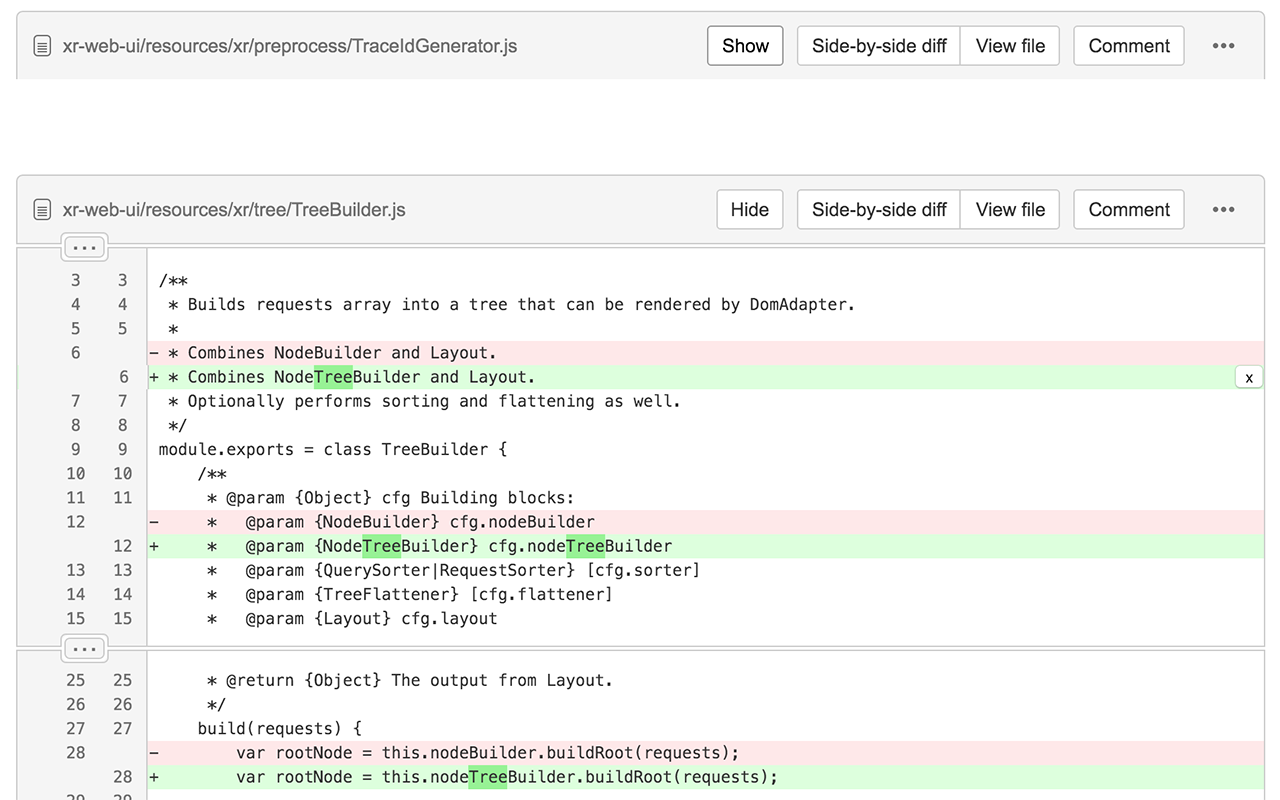 xr-web-ui/resources/xr/preprocess/TraceIdGenerator.js Show Side-by-side diff View file Comment •••
xr-web-ui/resources/xr/tree/TreeBuilder.js Hide Side-by-side diff View file Comment •••
...
3 3 /**
4 4 * Builds requests array into a tree that can be rendered by DomAdapter.
5 5 *
6 - * Combines NodeBuilder and Layout.
6 + * Combines NodeTreeBuilder and Layout. x
7 7 * Optionally performs sorting and flattening as well.
8 8 */
9 9 module.exports = class TreeBuilder {
10 10 /**
11 11 * @param {Object} cfg Building blocks:
12 - * @param {NodeBuilder} cfg.nodeBuilder
12 + * @param {NodeTreeBuilder} cfg.nodeTreeBuilder
13 13 * @param {QuerySorter|RequestSorter} [cfg.sorter]
14 14 * @param {TreeFlattener} [cfg.flattener]
15 15 * @param {Layout} cfg.layout
...
25 25 * @return {Object} The output from Layout.
26 26 */
27 27 build(requests) {
28 - var rootNode = this.nodeBuilder.buildRoot(requests);
28 + var rootNode = this.nodeTreeBuilder.buildRoot(requests);
29 29